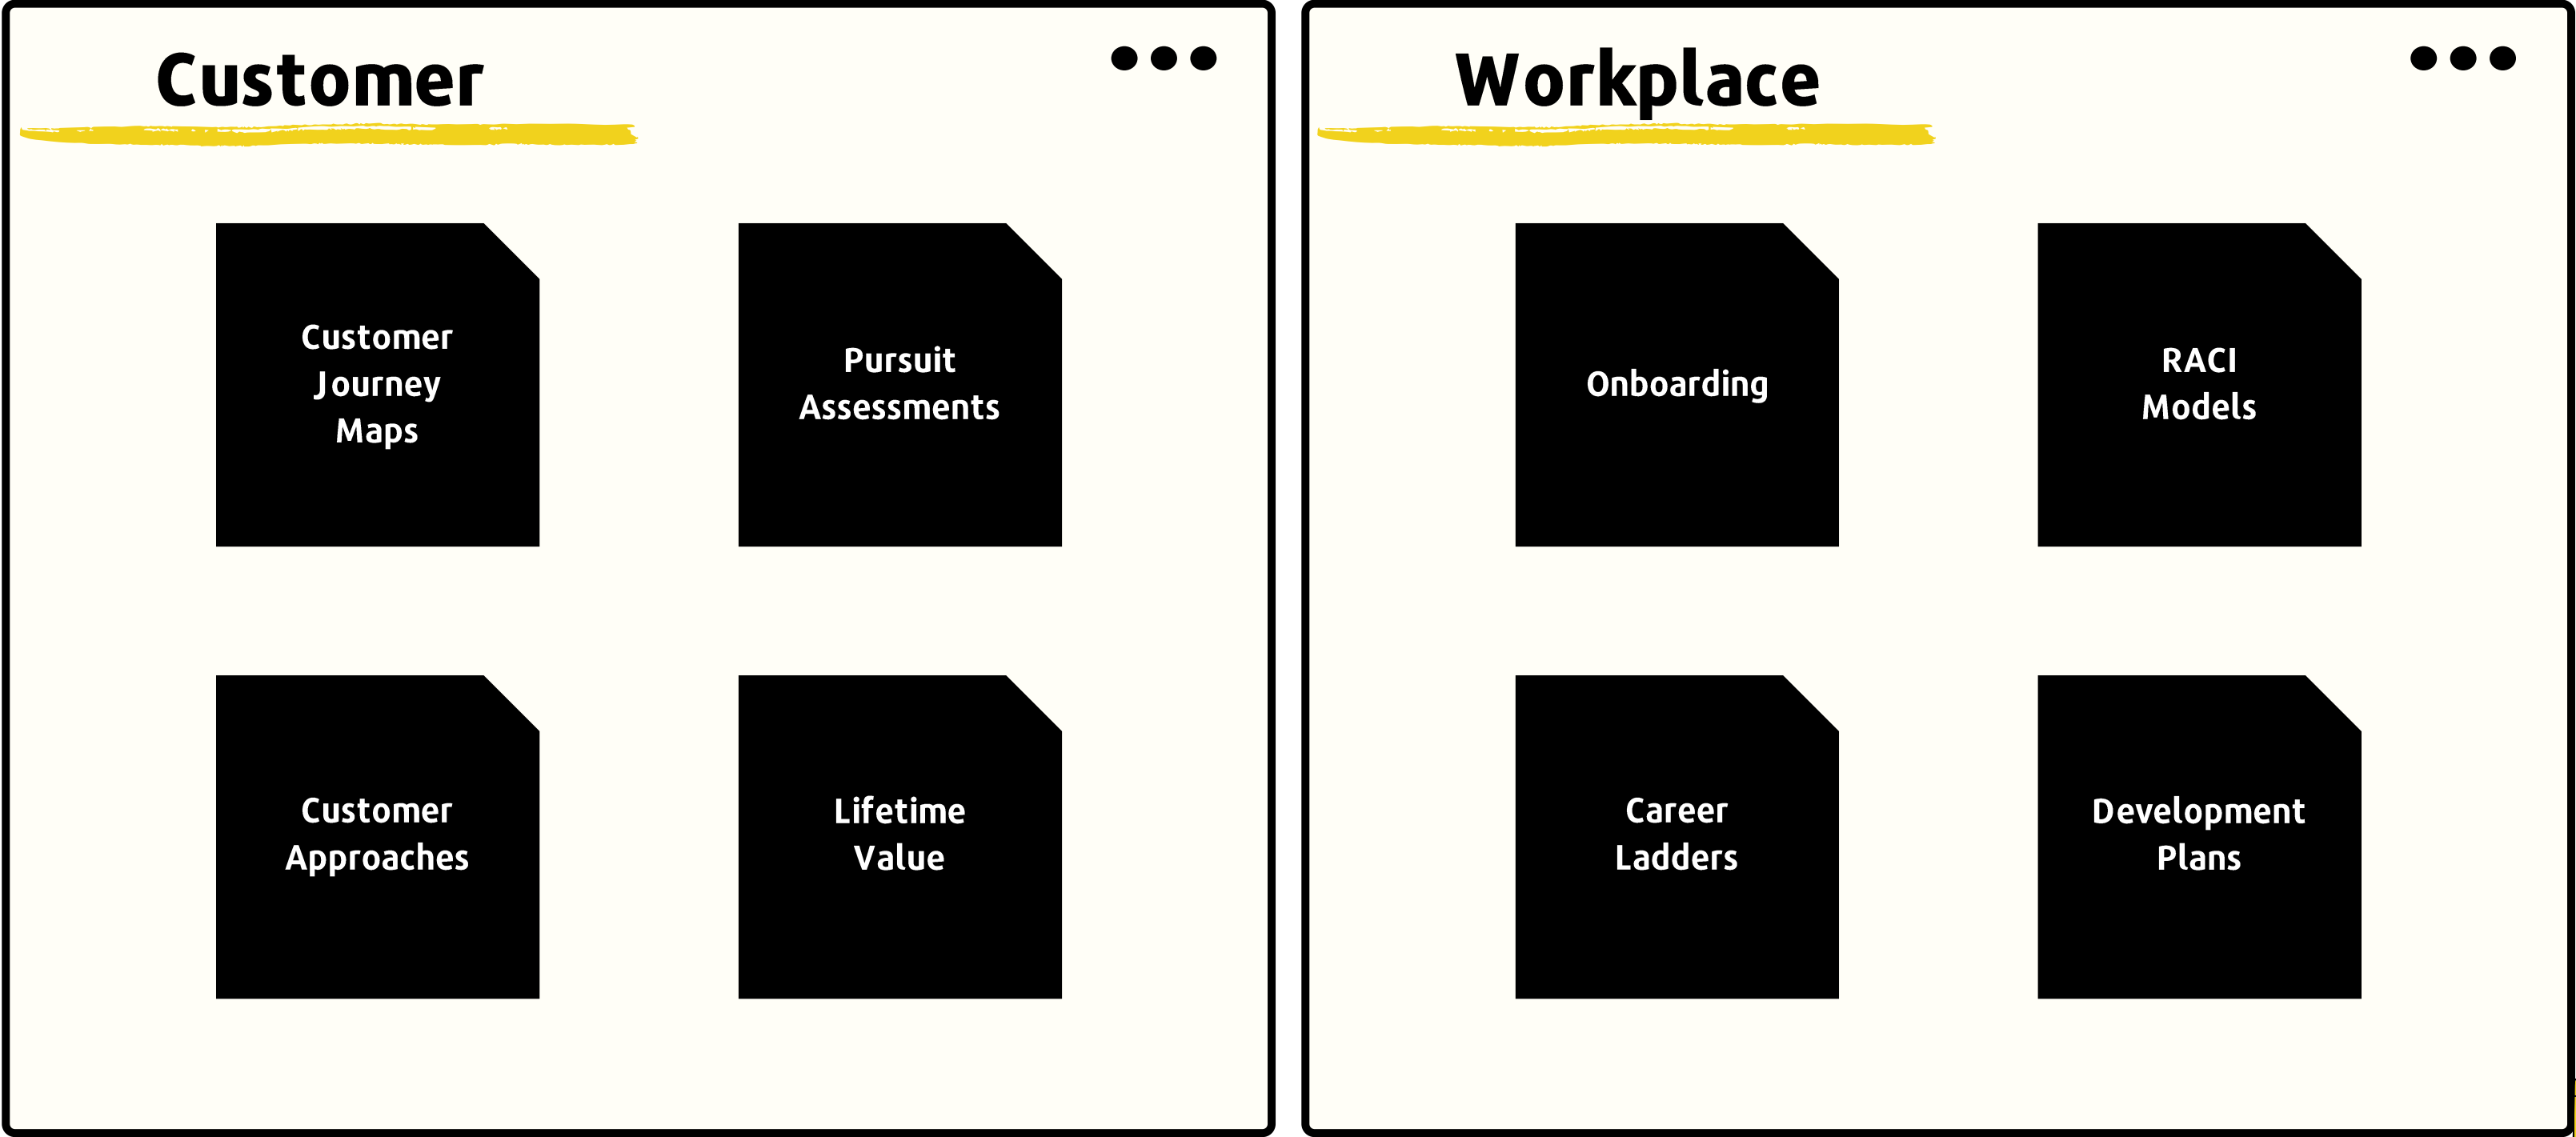 Customer
Customer
Journey
Maps
Pursuit
Assessments
Customer
Approaches
Lifetime
Value
Workplace
Onboarding
RACI
Models
Career
Ladders
Development
Plans